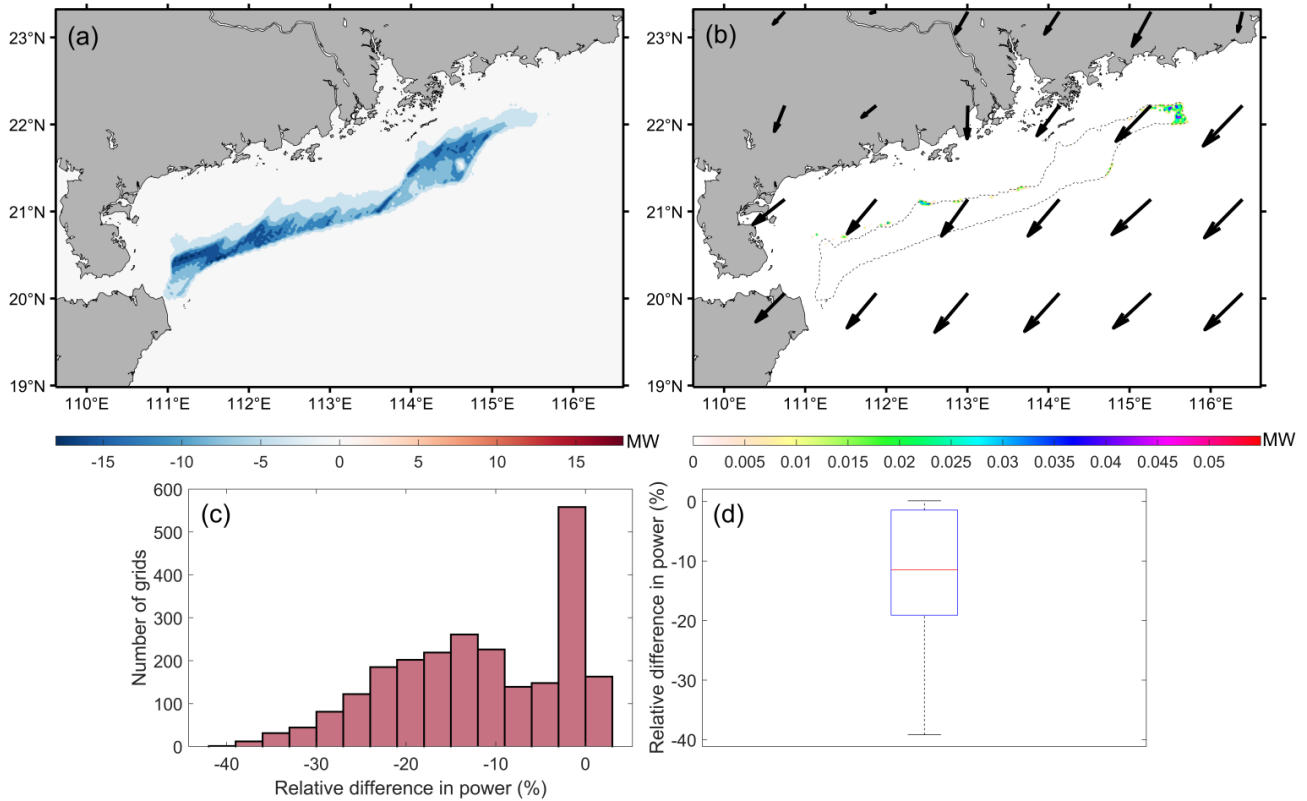 (a)
23°N
22°N
21°N
20°N
19°N
110°E 111°E 112°E 113°E 114°E 115°E 116°E
-15 -10 -5 0 5 10 15 MW
(b)
23°N
22°N
21°N
20°N
19°N
110°E 111°E 112°E 113°E 114°E 115°E 116°E
0 0.005 0.01 0.015 0.02 0.025 0.03 0.035 0.04 0.045 0.05 MW
(c)
Number of grids
600
500
400
300
200
100
0
-40 -30 -20 -10 0
Relative difference in power (%)
(d)
Relative difference in power (%)
0
-10
-20
-30
-40